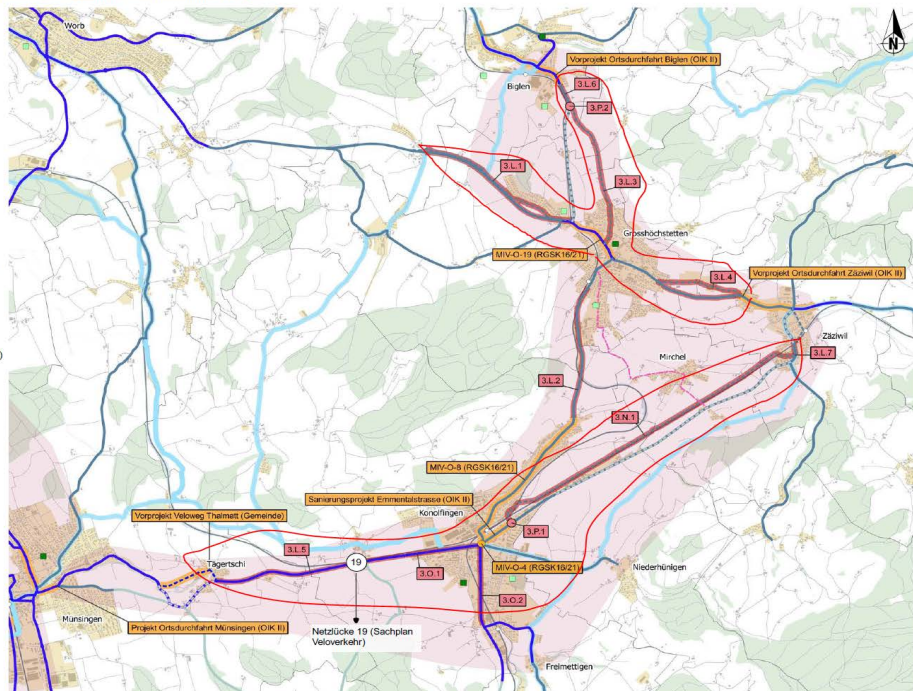 Worb
N
Vorprojekt Ortsdurchfahrt Biglen (OIK II)
Biglen
3.L.6
3.P.2
3.L.1
3.L.3
Grosshöchstetten
MIV-O-19 (RGSK16/21)
3.L.4
Vorprojekt Ortsdurchfahrt Zäziwil (OIK II)
Zäziwil
3.L.7
Mirchel
3.L.2
3.N.1
MIV-O-8 (RGSK16/21)
Sanierungsprojekt Emmentalstrasse (OIK II)
Konolfingen
Vorprojekt Veloweg Thalmatt (Gemeinde)
3.P.1
Tägertschi
3.L.5
19
3.O.1
MIV-O-4 (RGSK16/21)
Niederhünigen
3.O.2
Münsingen
Projekt Ortsdurchfahrt Münsingen (OIK II)
Netzlücke 19 (Sachplan
Veloverkehr)
Freimettigen